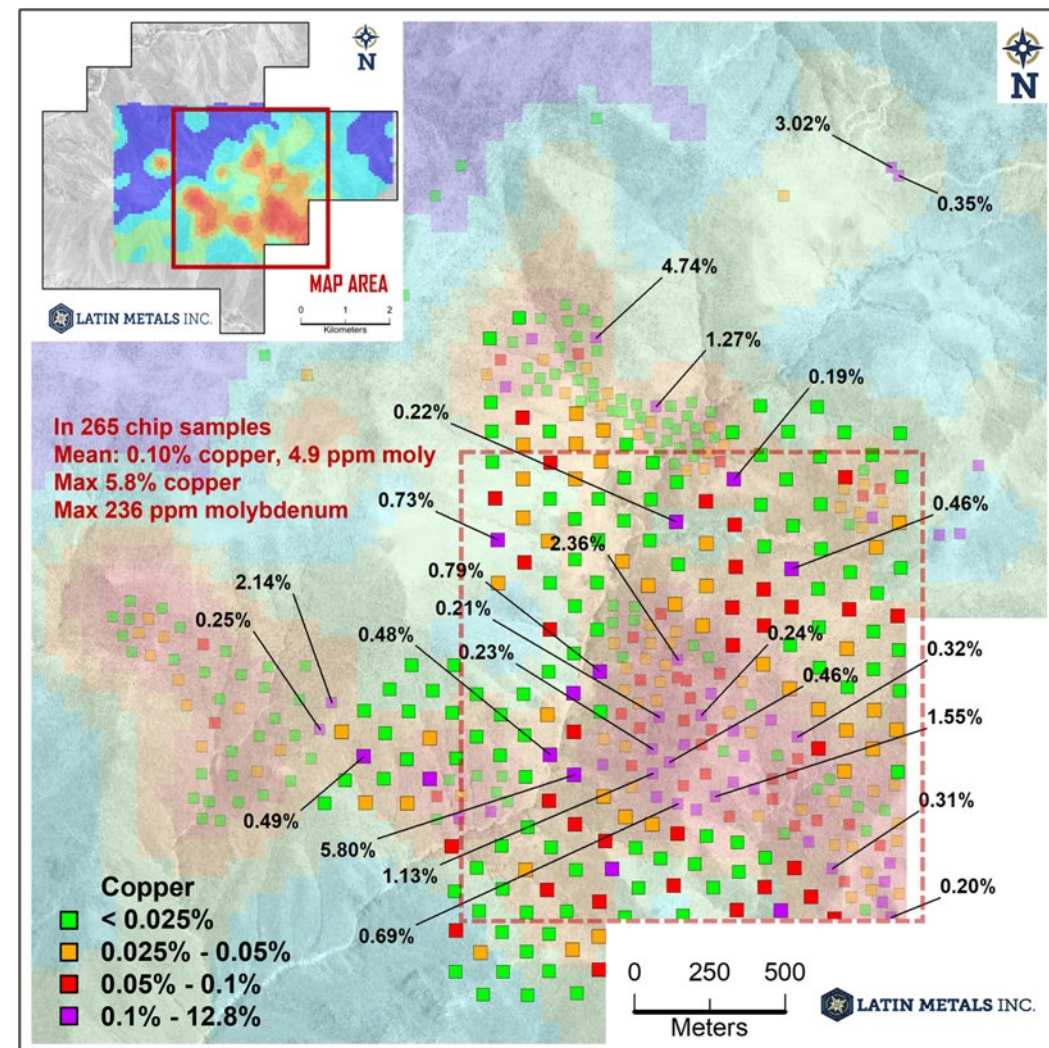 N
N
3.02%
0.35%
MAP AREA
LATIN METALS INC.
0 1 2
Kilometers
4.74%
1.27%
0.19%
0.22%
In 265 chip samples
Mean: 0.10% copper, 4.9 ppm moly
Max 5.8% copper
Max 236 ppm molybdenum
0.73%
0.46%
2.36%
0.79%
2.14%
0.21%
0.25%
0.48%
0.24%
0.23%
0.32%
0.46%
1.55%
0.31%
0.49%
5.80%
1.13%
0.20%
0.69%
Copper
< 0.025%
0.025% - 0.05%
0.05% - 0.1%
0.1% - 12.8%
0 250 500
Meters
LATIN METALS INC.